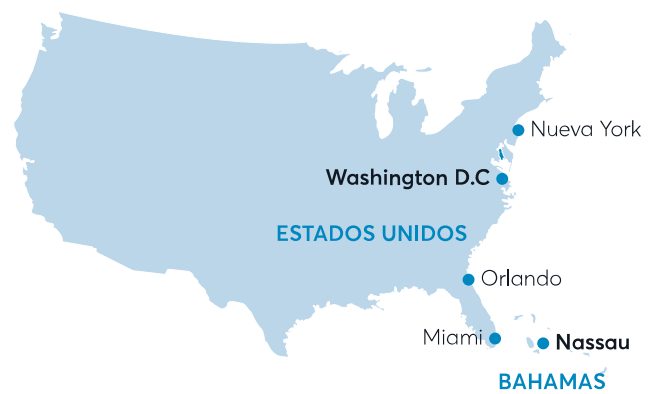 Nueva York
Washington D.C
ESTADOS UNIDOS
Orlando
Miami
Nassau
BAHAMAS